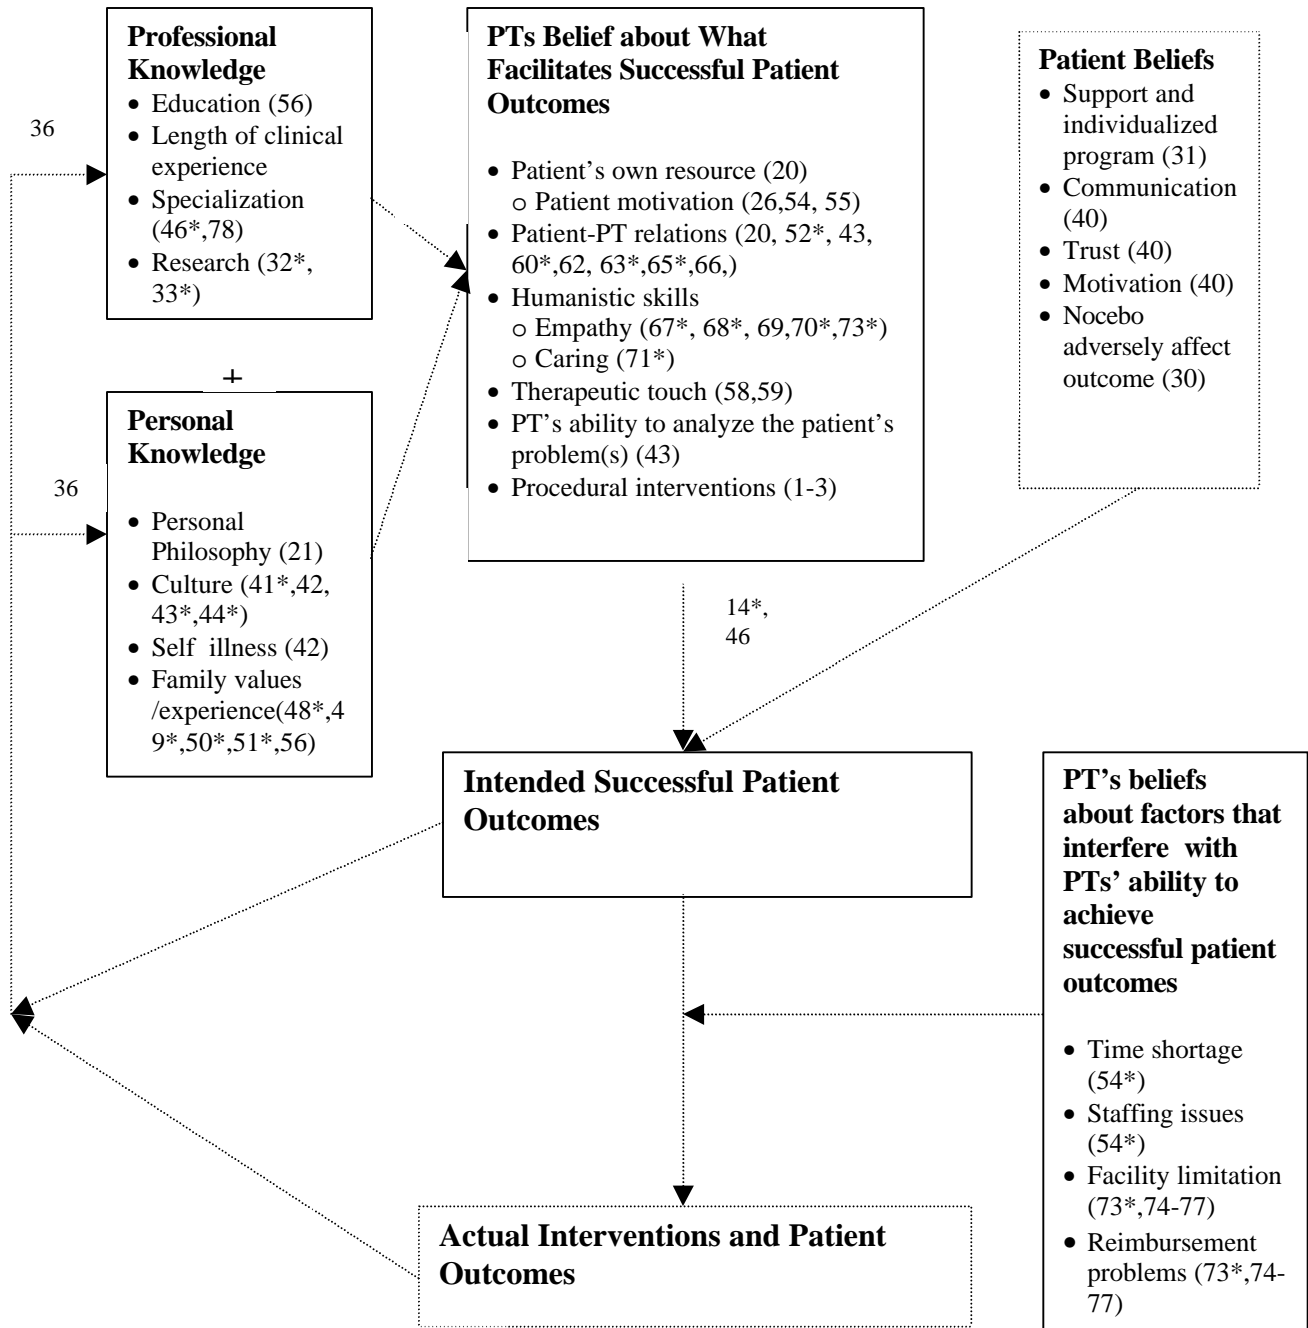 Professional
Knowledge
• Education (56)
• Length of clinical
experience
• Specialization
(46*,78)
• Research (32*,
33*)
36
+
Personal
Knowledge
• Personal
Philosophy (21)
• Culture (41*,42,
43*,44*)
• Self illness (42)
• Family values
/experience(48*,4
9*,50*,51*,56)
36
PTs Belief about What
Facilitates Successful Patient
Outcomes
• Patient's own resource (20)
o Patient motivation (26,54, 55)
• Patient-PT relations (20, 52*, 43,
60*,62, 63*,65*,66,)
• Humanistic skills
o Empathy (67*, 68*, 69,70*,73*)
o Caring (71*)
• Therapeutic touch (58,59)
• PT's ability to analyze the patient's
problem(s) (43)
• Procedural interventions (1-3)
Patient Beliefs
• Support and
individualized
program (31)
• Communication
(40)
• Trust (40)
• Motivation (40)
• Nocebo
adversely affect
outcome (30)
14*,
46
Intended Successful Patient
Outcomes
PT's beliefs
about factors that
interfere with
PTs' ability to
achieve
successful patient
outcomes
• Time shortage
(54*)
• Staffing issues
(54*)
• Facility limitation
(73*,74-77)
• Reimbursement
problems (73*,74-
77)
Actual Interventions and Patient
Outcomes